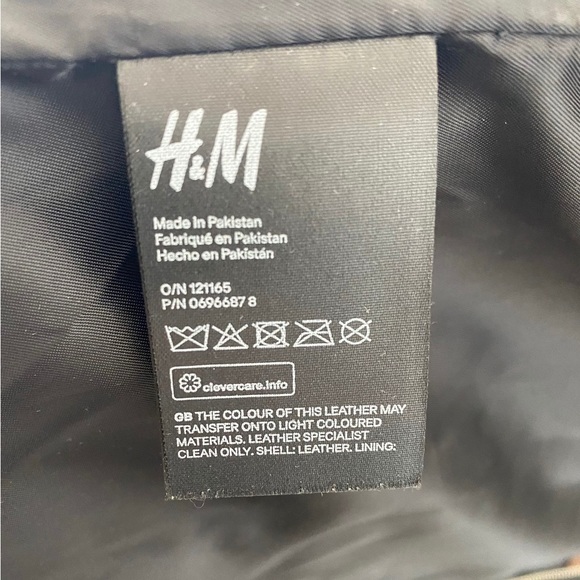 H&M
Made in Pakistan
Fabriqué en Pakistan
Hecho en Pakistán
O/N 121165
P/N 0696687 8
clevercare.info
GB THE COLOUR OF THIS LEATHER MAY
TRANSFER ONTO LIGHT COLOURED
MATERIALS. LEATHER SPECIALIST
CLEAN ONLY. SHELL: LEATHER. LINING: